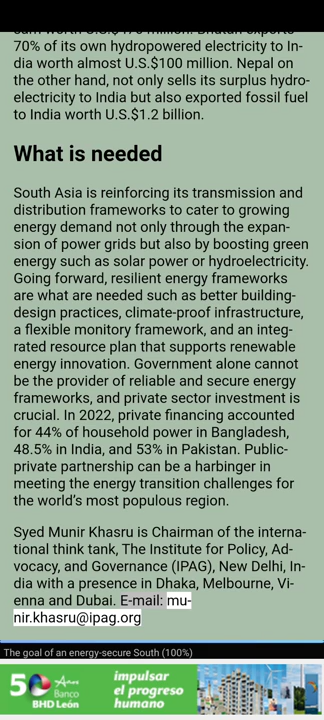 70% of its own hydropowered electricity to In-
dia worth almost U.S.$100 million. Nepal on
the other hand, not only sells its surplus hydro-
electricity to India but also exported fossil fuel
to India worth U.S.$1.2 billion.
What is needed
South Asia is reinforcing its transmission and
distribution frameworks to cater to growing
energy demand not only through the expan-
sion of power grids but also by boosting green
energy such as solar power or hydroelectricity.
Going forward, resilient energy frameworks
are what are needed such as better building-
design practices, climate-proof infrastructure,
a flexible monitory framework, and an integ-
rated resource plan that supports renewable
energy innovation. Government alone cannot
be the provider of reliable and secure energy
frameworks, and private sector investment is
crucial. In 2022, private financing accounted
for 44% of household power in Bangladesh,
48.5% in India, and 53% in Pakistan. Public-
private partnership can be a harbinger in
meeting the energy transition challenges for
the world's most populous region.
Syed Munir Khasru is Chairman of the interna-
tional think tank, The Institute for Policy, Ad-
vocacy, and Governance (IPAG), New Delhi, In-
dia with a presence in Dhaka, Melbourne, Vi-
enna and Dubai. E-mail: mu-
nir.khasru@ipag.org
The goal of an energy-secure South (100%)
50 Años
Banco
BHD León
impulsar
el progreso
humano